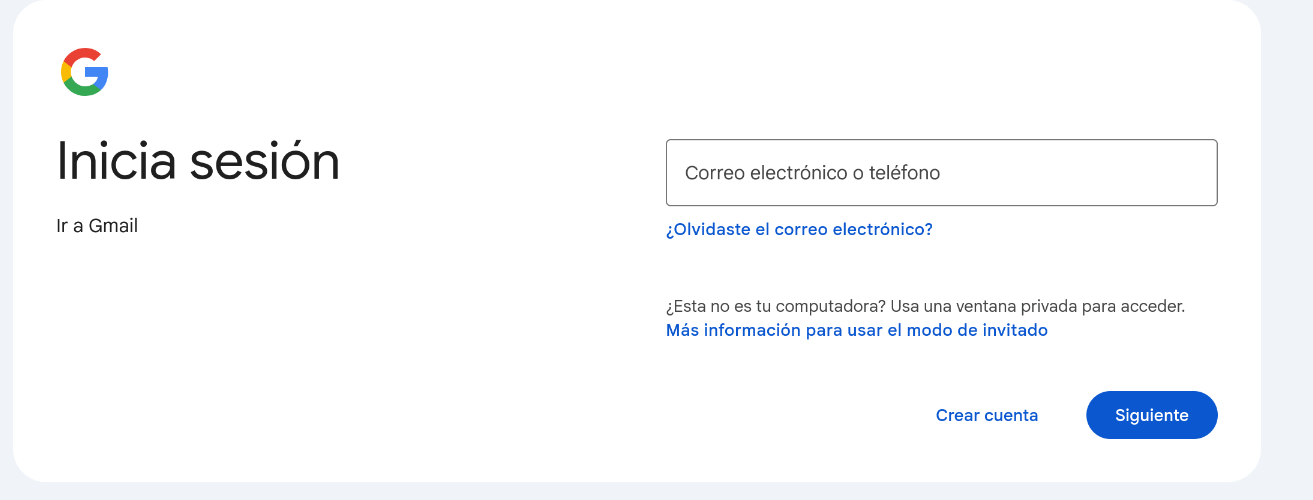 Inicia sesión
Ir a Gmail
Correo electrónico o teléfono
¿Olvidaste el correo electrónico?
¿Esta no es tu computadora? Usa una ventana privada para acceder.
Más información para usar el modo de invitado
Crear cuenta
Siguiente